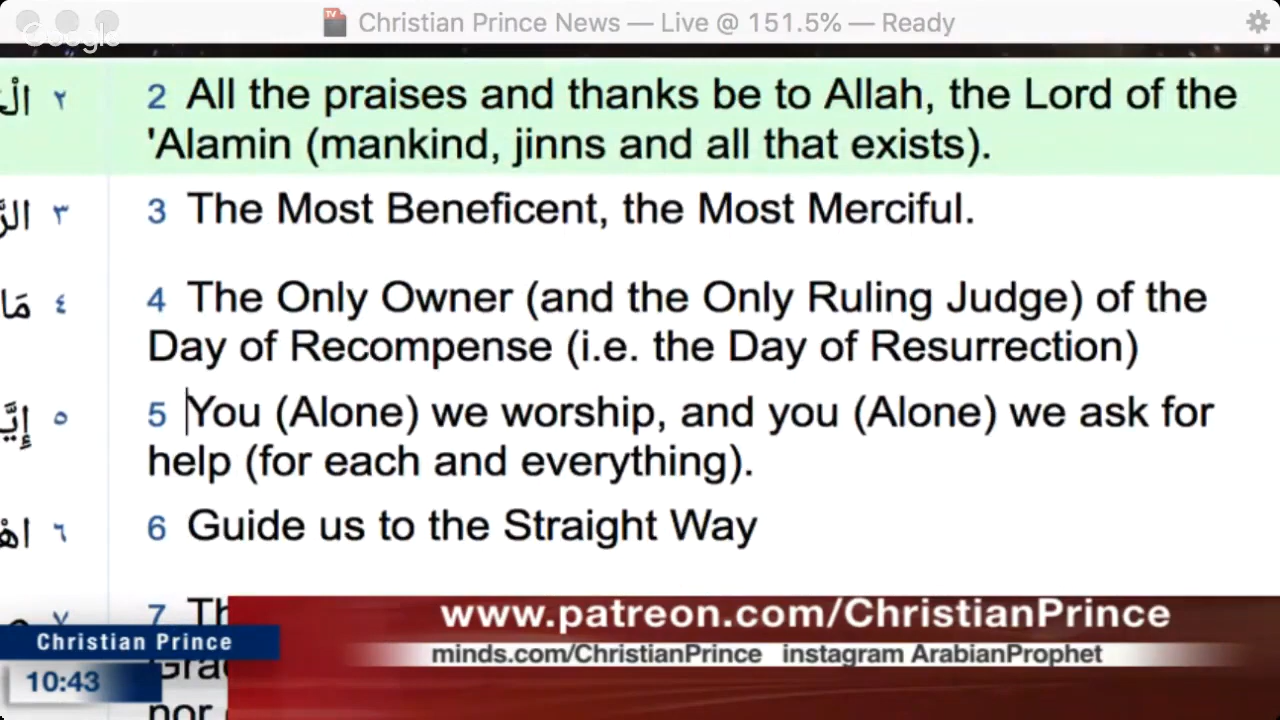 Christian Prince News — Live @ 151.5% — Ready
Google
٢ 2 All the praises and thanks be to Allah, the Lord of the
'Alamin (mankind, jinns and all that exists).
٣ 3 The Most Beneficent, the Most Merciful.
٤ 4 The Only Owner (and the Only Ruling Judge) of the
Day of Recompense (i.e. the Day of Resurrection)
٥ 5 You (Alone) we worship, and you (Alone) we ask for
help (for each and everything).
٦ 6 Guide us to the Straight Way
٧ 7
www.patreon.com/ChristianPrince
Christian Prince
minds.com/ChristianPrince instagram ArabianProphet
10:43
nor